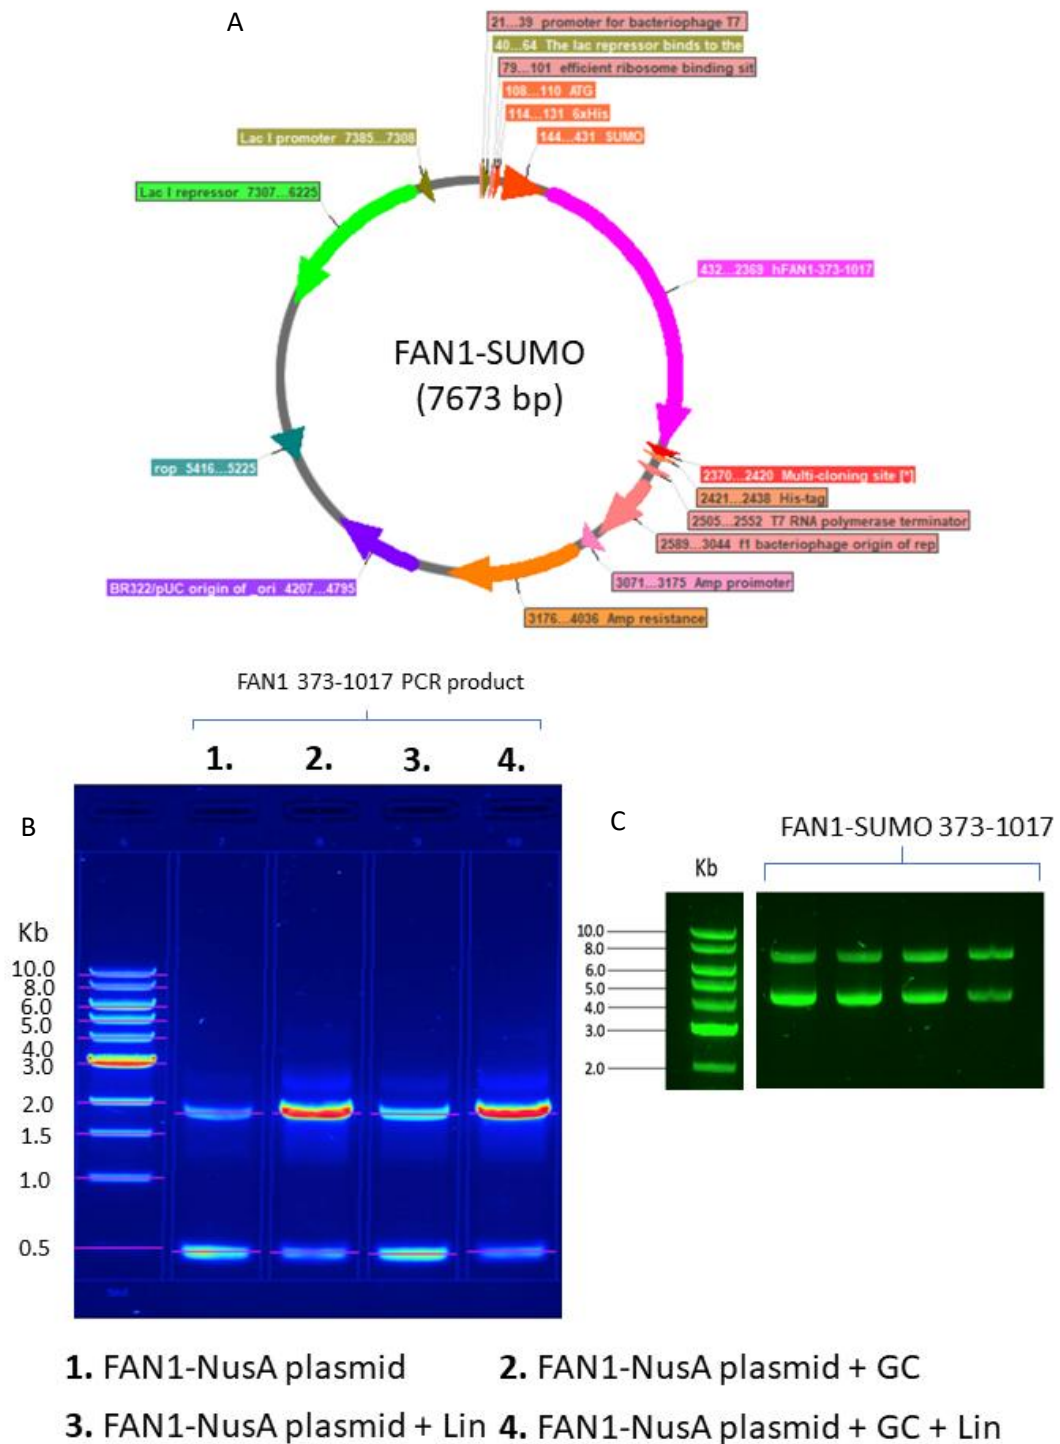 A
21...39 promoter for bacteriophage T7
40...64 The lac repressor binds to the
79...101 efficient ribosome binding sit
108...110 ATG
114...131 6xHis
144...431 SUMO
Lac I promoter 7385...7308
Lac I repressor 7307...6225
432...2369 hFAN1-373-1017
FAN1-SUMO
(7673 bp)
rop 5416...5225
2370...2420 Multi-cloning site [*]
2421...2438 His-tag
2505...2552 T7 RNA polymerase terminator
2589...3044 f1 bacteriophage origin of rep
3071...3175 Amp proimoter
BR322/pUC origin of _ori 4207...4795
3176...4036 Amp resistance
FAN1 373-1017 PCR product
1. 2. 3. 4.
B
Kb
10.0
8.0
6.0
5.0
4.0
3.0
2.0
1.5
1.0
0.5
C
FAN1-SUMO 373-1017
Kb
10.0
8.0
6.0
5.0
4.0
3.0
2.0
1. FAN1-NusA plasmid 2. FAN1-NusA plasmid + GC
3. FAN1-NusA plasmid + Lin 4. FAN1-NusA plasmid + GC + Lin